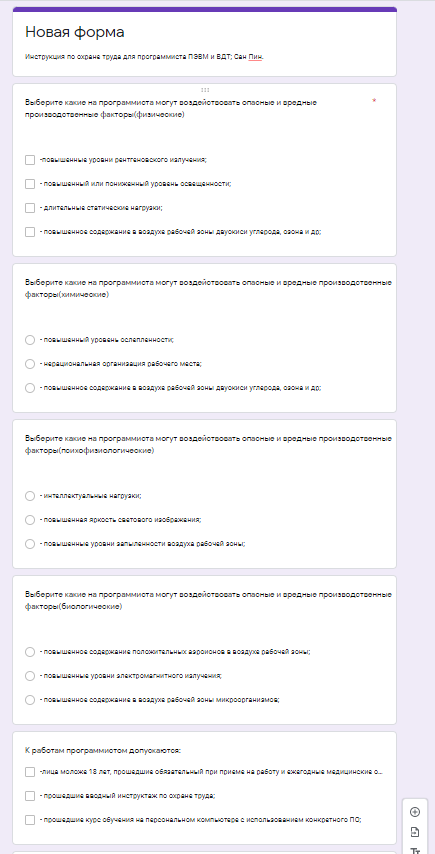 Новая форма
Инструкция по охране труда для программиста ПЭВМ и ВДТ; Сан Пин.
Выберите какие на программиста могут воздействовать опасные и вредные *
производственные факторы(физические)
-повышенные уровни рентгеновского излучения;
- повышенный или пониженный уровень освещенности;
- длительные статические нагрузки;
- повышенное содержание в воздухе рабочей зоны двуокиси углерода, озона и др;
Выберите какие на программиста могут воздействовать опасные и вредные производственные
факторы(химические)
- повышенный уровень ослепленности;
- нерациональная организация рабочего места;
- повышенное содержание в воздухе рабочей зоны двуокиси углерода, озона и др;
Выберите какие на программиста могут воздействовать опасные и вредные производственные
факторы(психофизиологические)
- интеллектуальные нагрузки;
- повышенная яркость светового изображения;
- повышенные уровни запыленности воздуха рабочей зоны;
Выберите какие на программиста могут воздействовать опасные и вредные производственные
факторы(биологические)
- повышенное содержание положительных аэроионов в воздухе рабочей зоны;
- повышенные уровни электромагнитного излучения;
- повышенное содержание в воздухе рабочей зоны микроорганизмов;
К работам программистом допускаются:
-лица моложе 18 лет, прошедшие обязательный при приеме на работу и ежегодные медицинские о...
- прошедшие вводный инструктаж по охране труда;
- прошедшие курс обучения на персональном компьютере с использованием конкретного ПО;
Тт